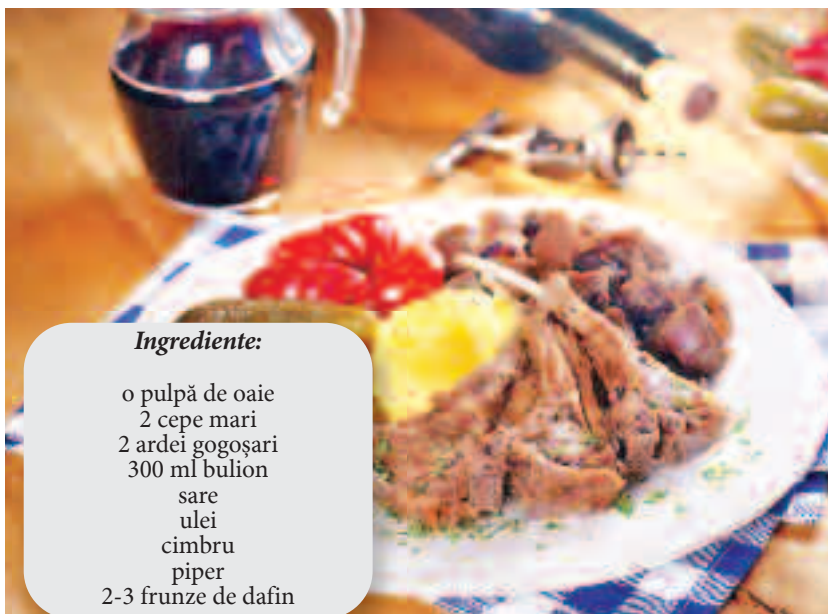 Ingrediente:
o pulpă de oaie
2 cepe mari
2 ardei gogoșari
300 ml bulion
sare
ulei
cimbru
piper
2-3 frunze de dafin